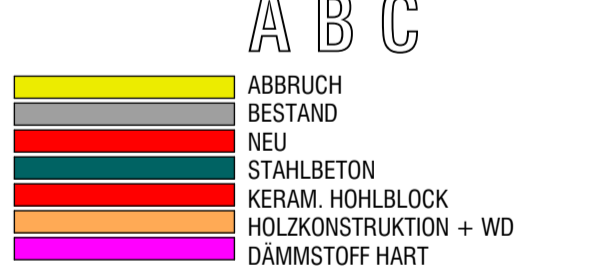 A B C
ABBRUCH
BESTAND
NEU
STAHLBETON
KERAM. HOHLBLOCK
HOLZKONSTRUKTION + WD
DÄMMSTOFF HART